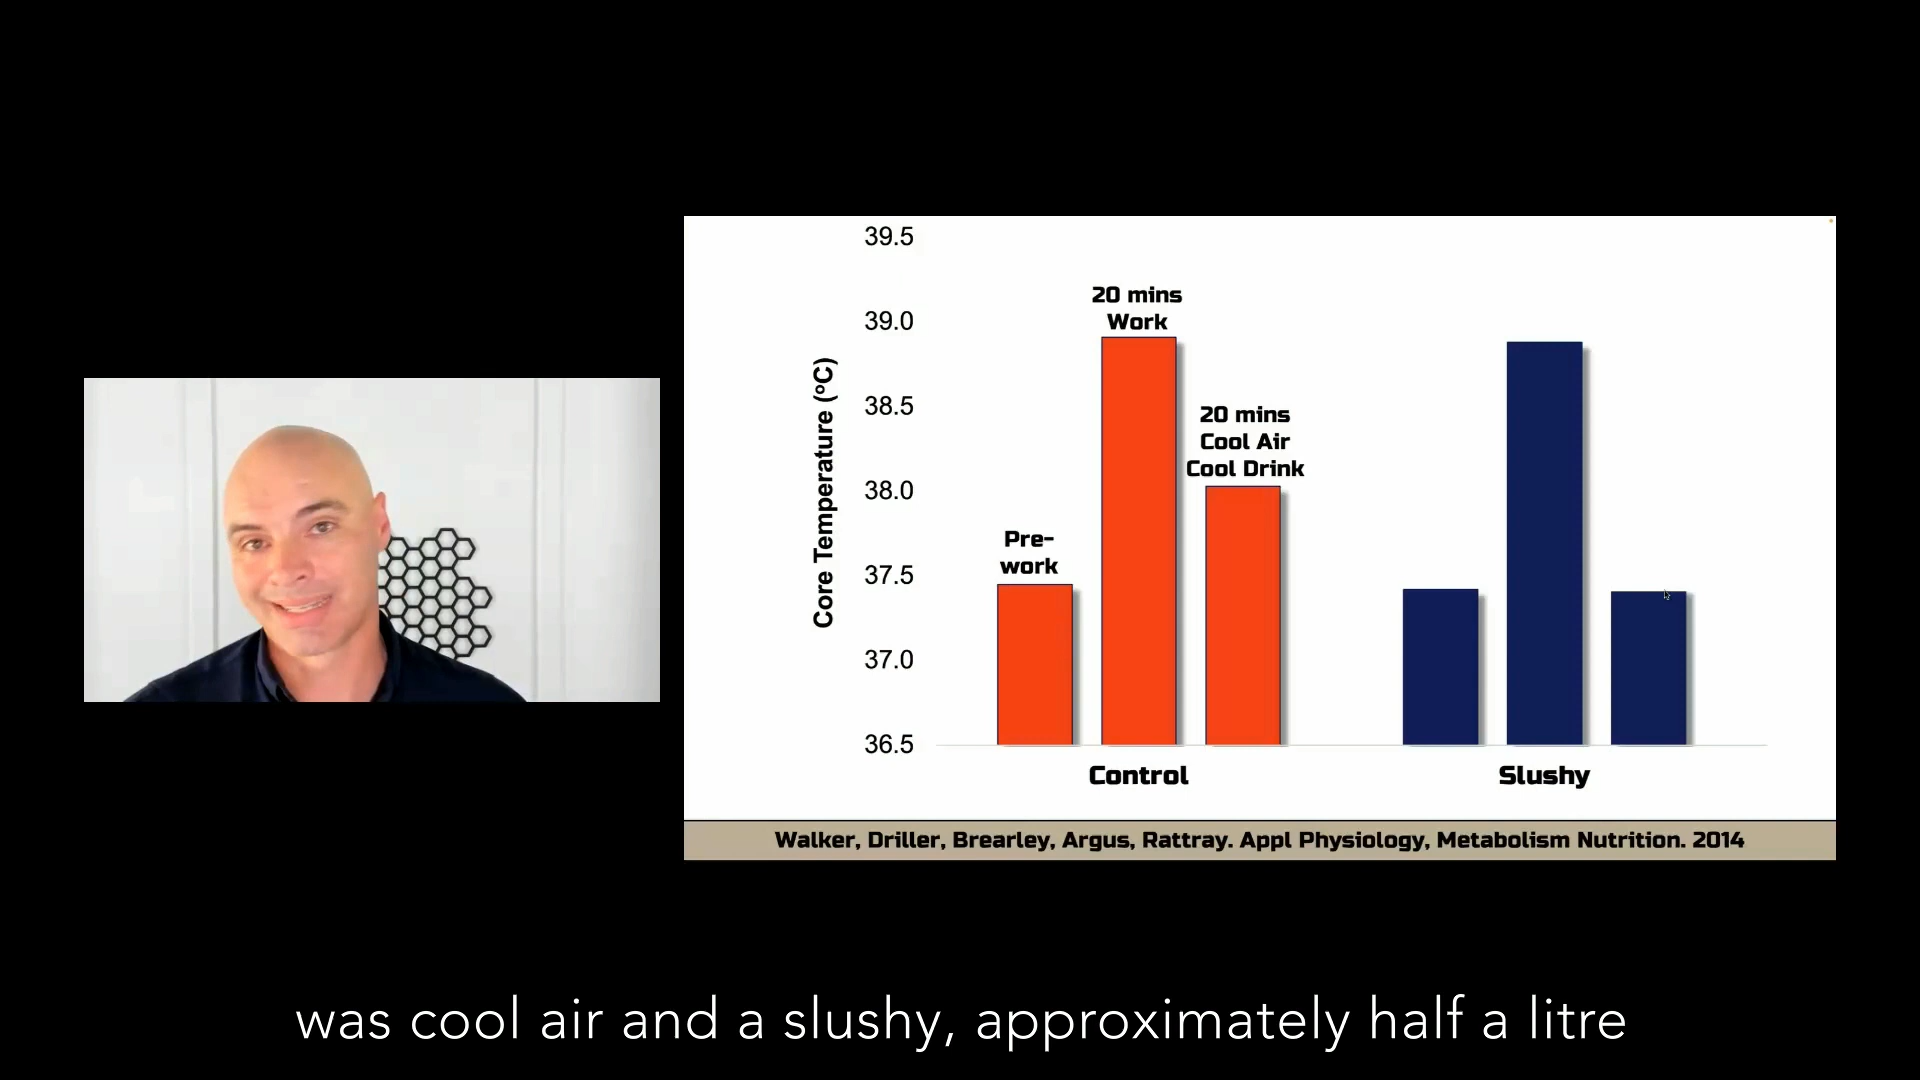 39.5
39.0
38.5
38.0
37.5
37.0
36.5
Core Temperature (ºC)
20 mins
Work
20 mins
Cool Air
Cool Drink
Pre-
work
Control
Slushy
Walker, Driller, Brearley, Argus, Rattray. Appl Physiology, Metabolism Nutrition. 2014
was cool air and a slushy, approximately half a litre